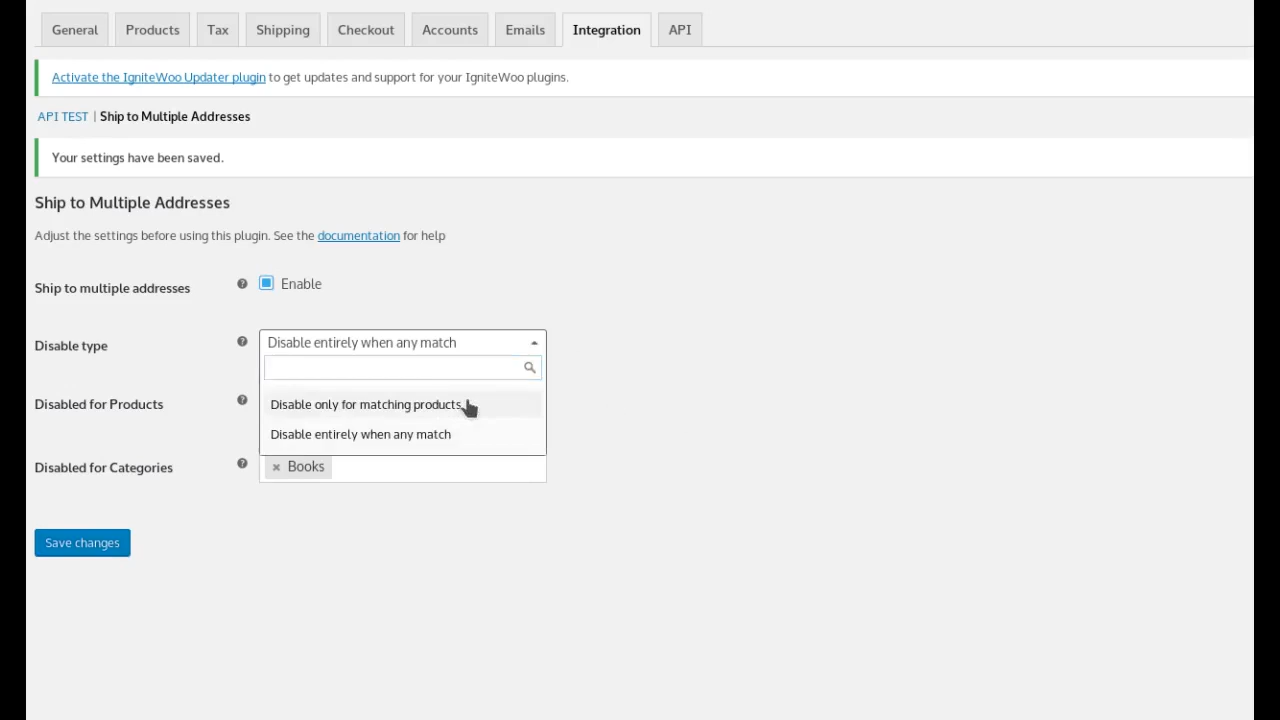 General Products Tax Shipping Checkout Accounts Emails Integration API
Activate the IgniteWoo Updater plugin to get updates and support for your IgniteWoo plugins.
API TEST | Ship to Multiple Addresses
Your settings have been saved.
Ship to Multiple Addresses
Adjust the settings before using this plugin. See the documentation for help
Ship to multiple addresses ? Enable
Disable type ? Disable entirely when any match
Disabled for Products ? Disable only for matching products
Disable entirely when any match
Disabled for Categories ? × Books
Save changes